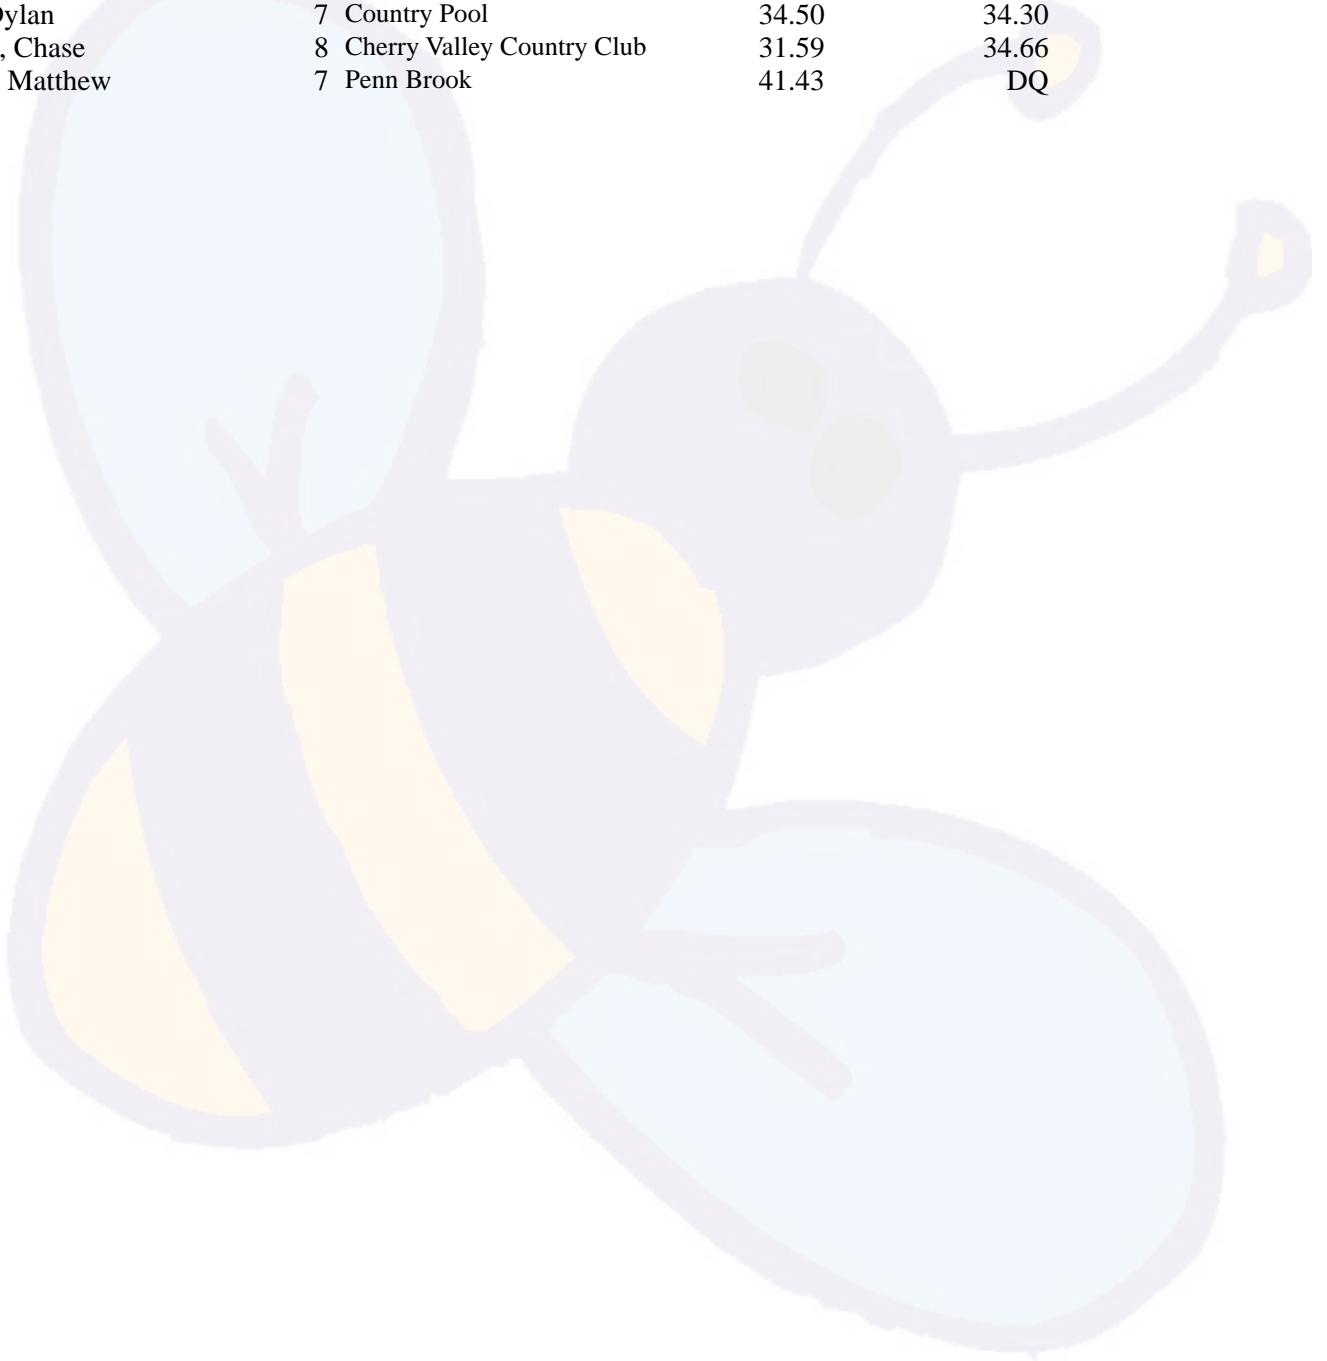 Dylan 7 Country Pool 34.50 34.30
, Chase 8 Cherry Valley Country Club 31.59 34.66
Matthew 7 Penn Brook 41.43 DQ